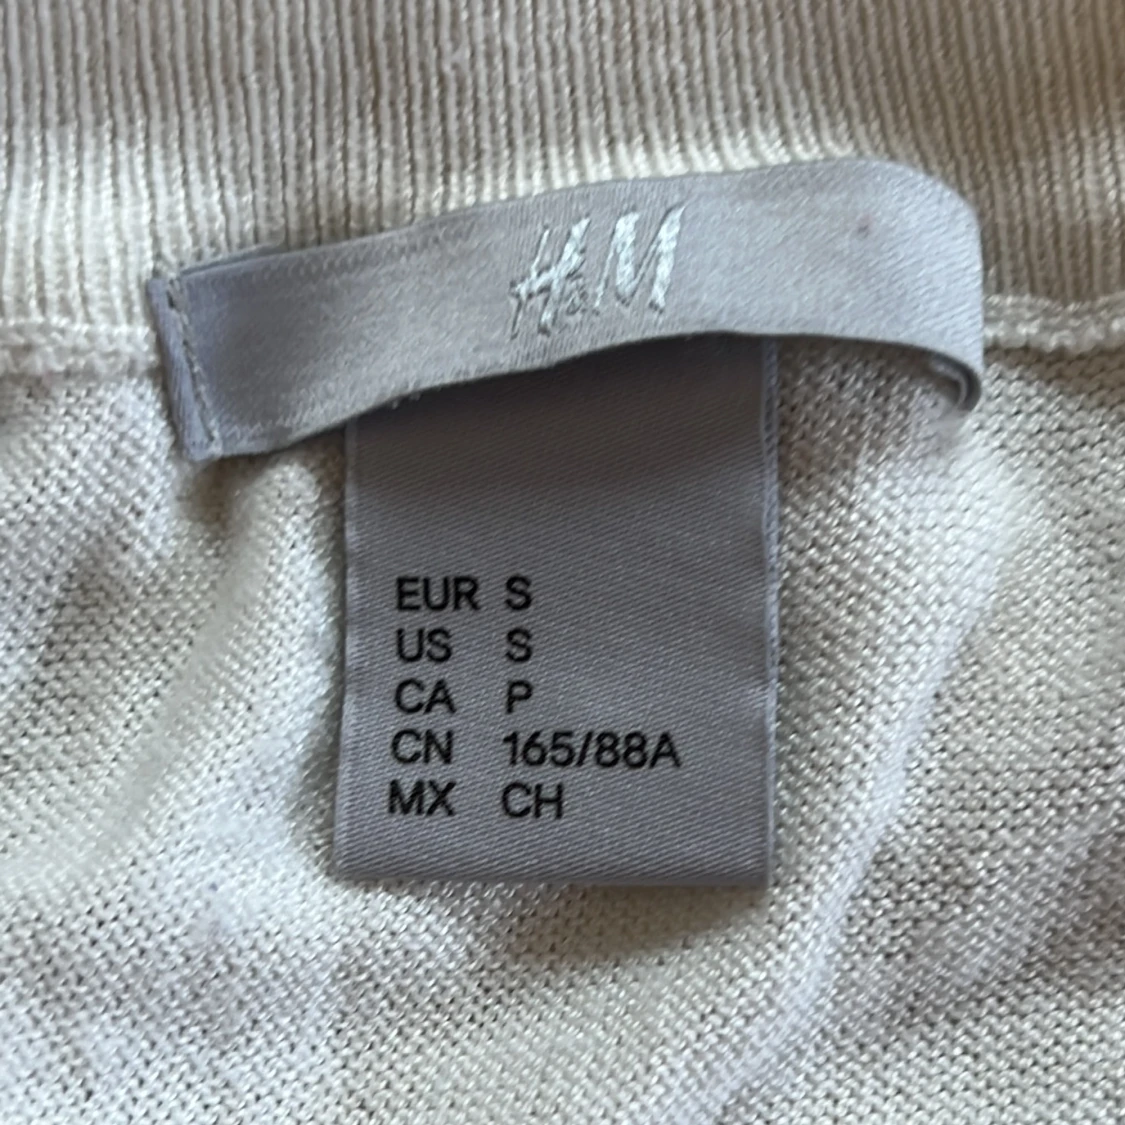 H&M
EUR S
US S
CA P
CN 165/88A
MX CH